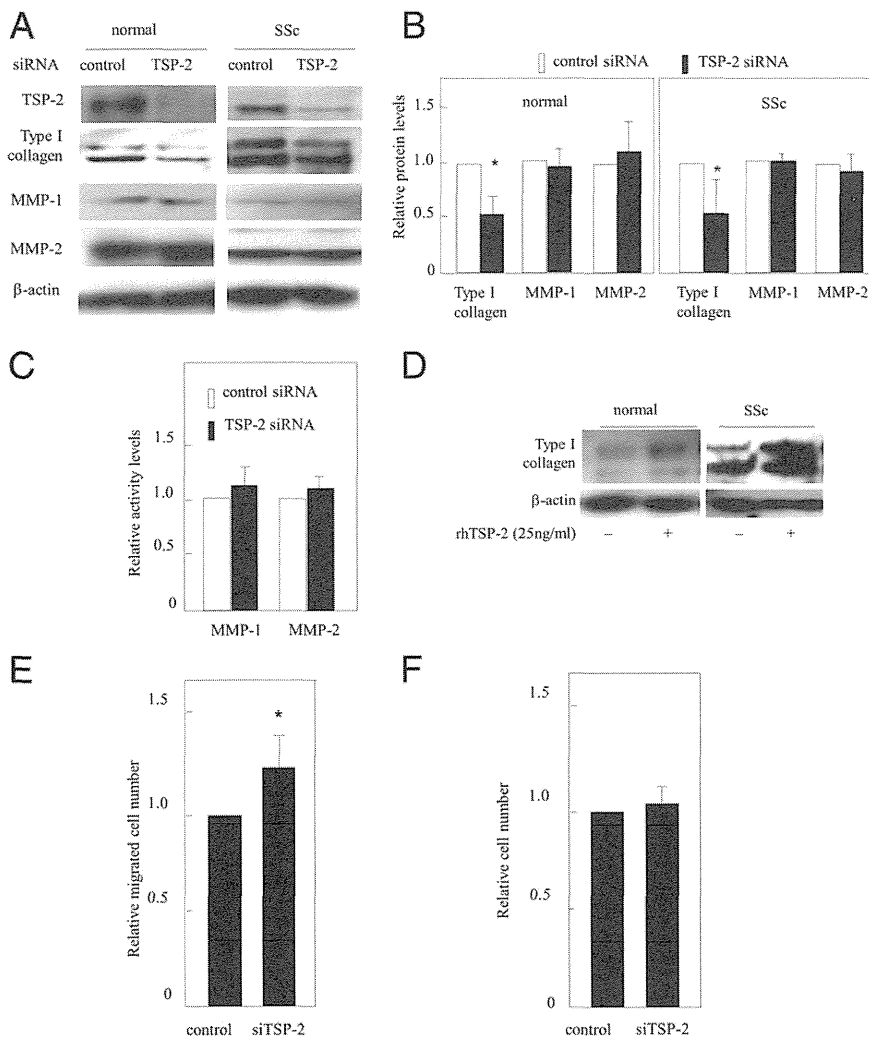 A
normal SSc
siRNA control TSP-2 control TSP-2
TSP-2
Type I
collagen
MMP-1
MMP-2
β-actin
B
control siRNA TSP-2 siRNA
normal SSc
Relative protein levels
1.5
1.0
0.5
0
* *
Type I
collagen
MMP-1
MMP-2
Type I
collagen
MMP-1
MMP-2
C
control siRNA
TSP-2 siRNA
Relative activity levels
1.5
1.0
0.5
0
MMP-1 MMP-2
D
normal SSc
Type I
collagen
β-actin
rhTSP-2 (25ng/ml) – + – +
E
Relative migrated cell number
1.5
1.0
0.5
0
*
control siTSP-2
F
Relative cell number
1.5
1.0
0.5
0
control siTSP-2